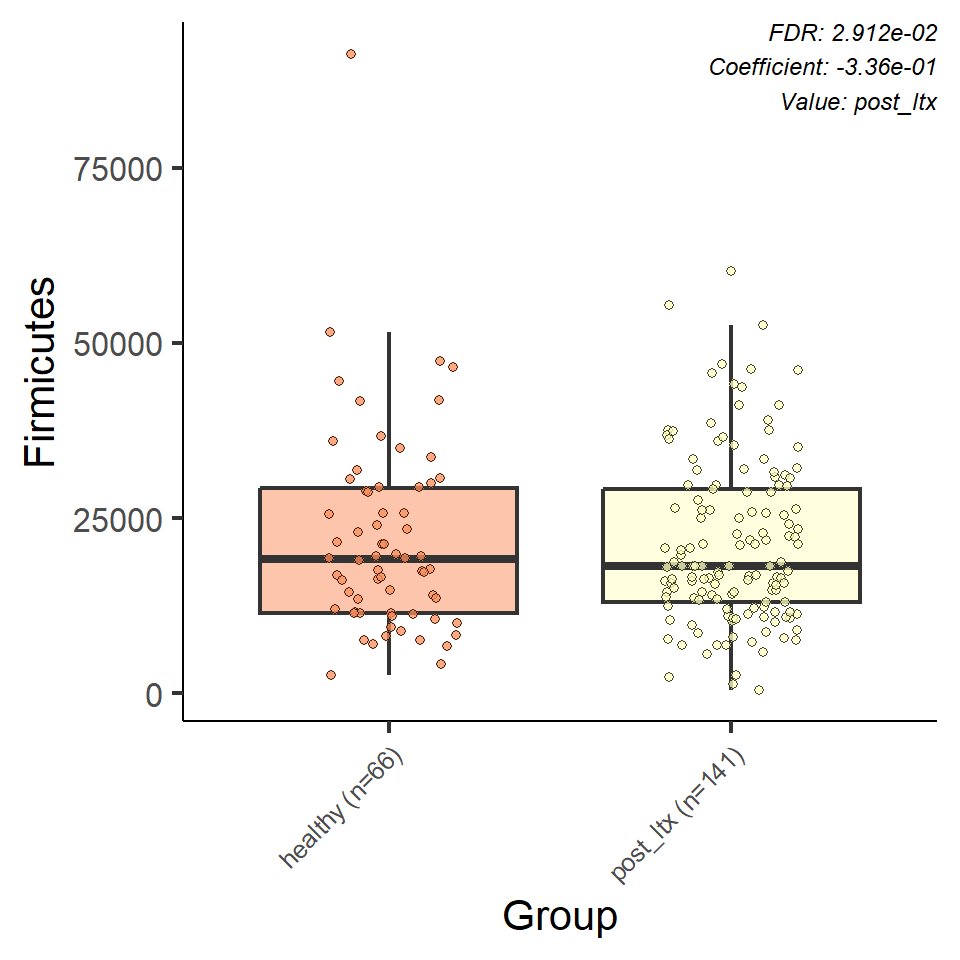 FDR: 2.912e-02
Coefficient: -3.36e-01
Value: post_ltx
Firmicutes
75000
50000
25000
0
healthy (n=66)
post_ltx (n=141)
Group